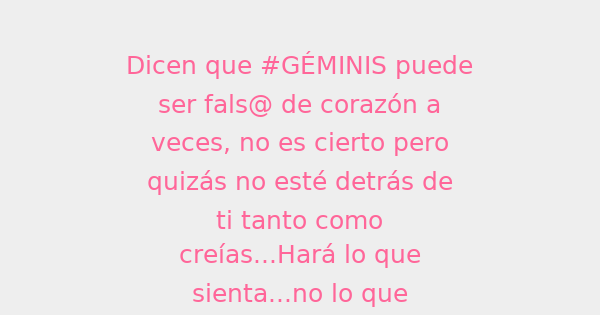 Dicen que #GÉMINIS puede
ser fals@ de corazón a
veces, no es cierto pero
quizás no esté detrás de
ti tanto como
creías...Hará lo que
sienta...no lo que